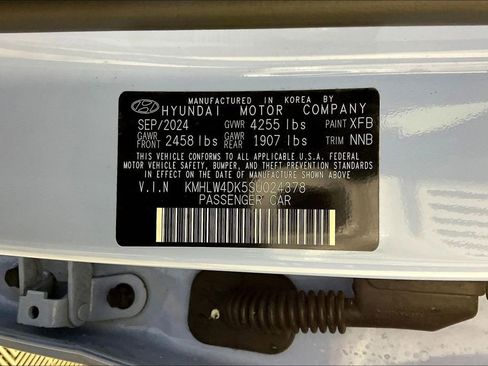 MANUFACTURED IN KOREA BY
HYUNDAI MOTOR COMPANY
SEP/2024 GVWR 4255 lbs PAINT XFB
GAWR FRONT 2458 lbs GAWR REAR 1907 lbs TRIM NNB
THIS VEHICLE CONFORMS TO ALL APPLICABLE U.S.A. FEDERAL
MOTOR VEHICLE SAFETY, BUMPER, AND THEFT PREVENTION STANDARDS
IN EFFECT ON THE DATE OF MANUFACTURE SHOWN ABOVE.
V.I.N KMHLW4DK5SU024378
PASSENGER CAR